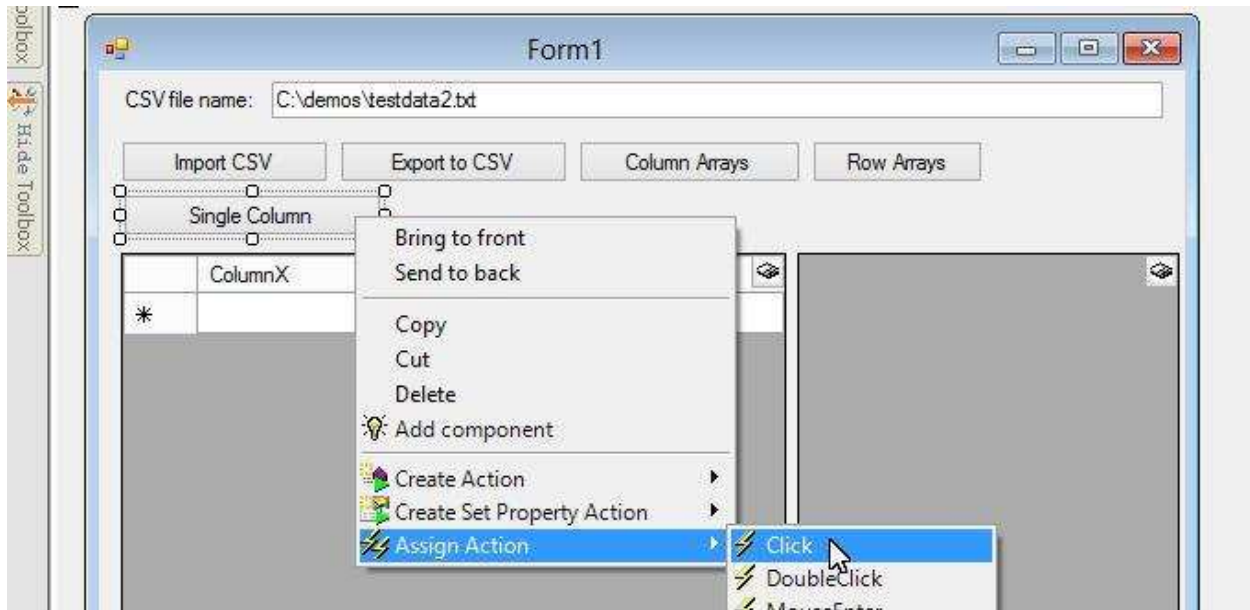 oolbox
Hide Toolbox
Form1
CSV file name: C:\demos\testdata2.txt
Import CSV Export to CSV Column Arrays Row Arrays
Single Column
ColumnX
*
Bring to front
Send to back
Copy
Cut
Delete
Add component
Create Action
Create Set Property Action
Assign Action
Click
DoubleClick
MouseEnter